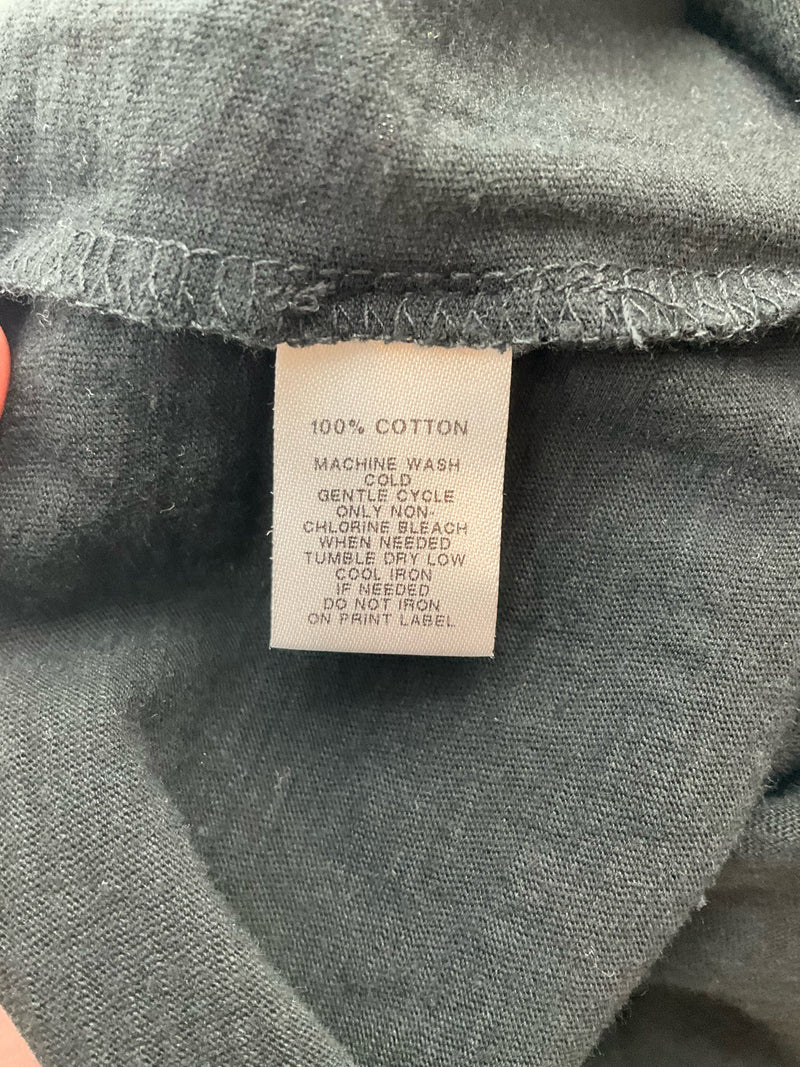 100% COTTON
MACHINE WASH
COLD
GENTLE CYCLE
ONLY NON-
CHLORINE BLEACH
WHEN NEEDED
TUMBLE DRY LOW
COOL IRON
IF NEEDED
DO NOT IRON
ON PRINT LABEL